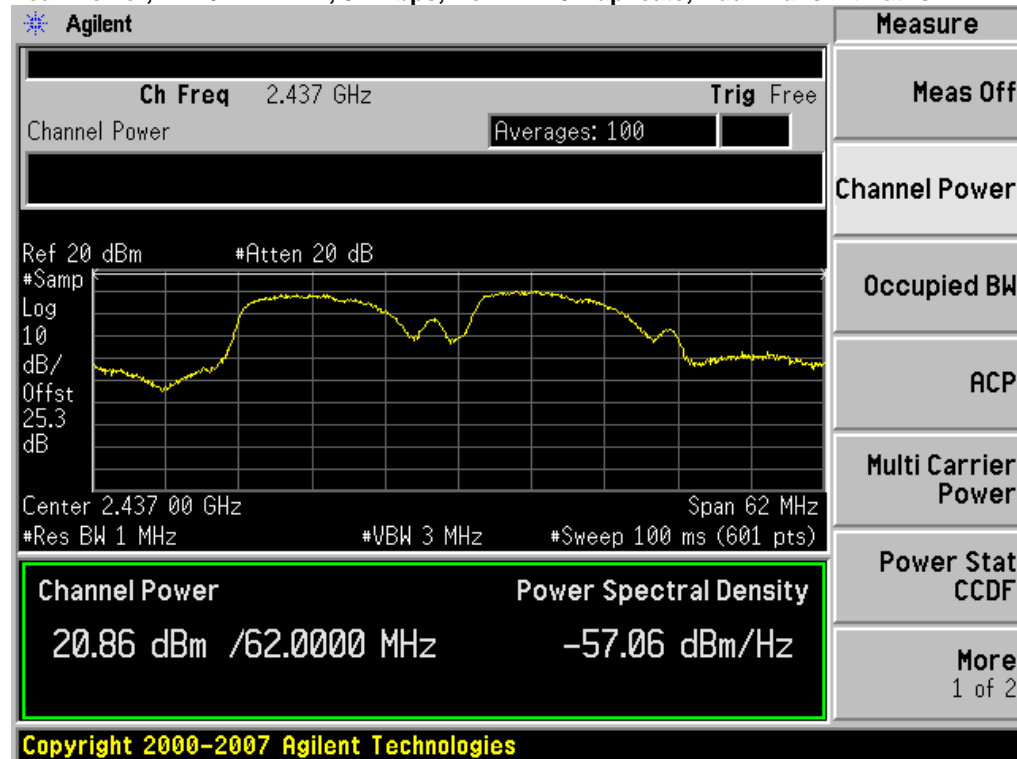 Agilent
Measure
Ch Freq 2.437 GHz
Trig Free
Channel Power
Averages: 100
Ref 20 dBm #Atten 20 dB
#Samp
Log
10
dB/
Offst
25.3
dB
Center 2.437 00 GHz
Span 62 MHz
#Res BW 1 MHz
#VBW 3 MHz
#Sweep 100 ms (601 pts)
Channel Power
Power Spectral Density
20.86 dBm /62.0000 MHz
-57.06 dBm/Hz
Copyright 2000-2007 Agilent Technologies
Meas Off
Channel Power
Occupied BW
ACP
Multi Carrier
Power
Power Stat
CCDF
More
1 of 2